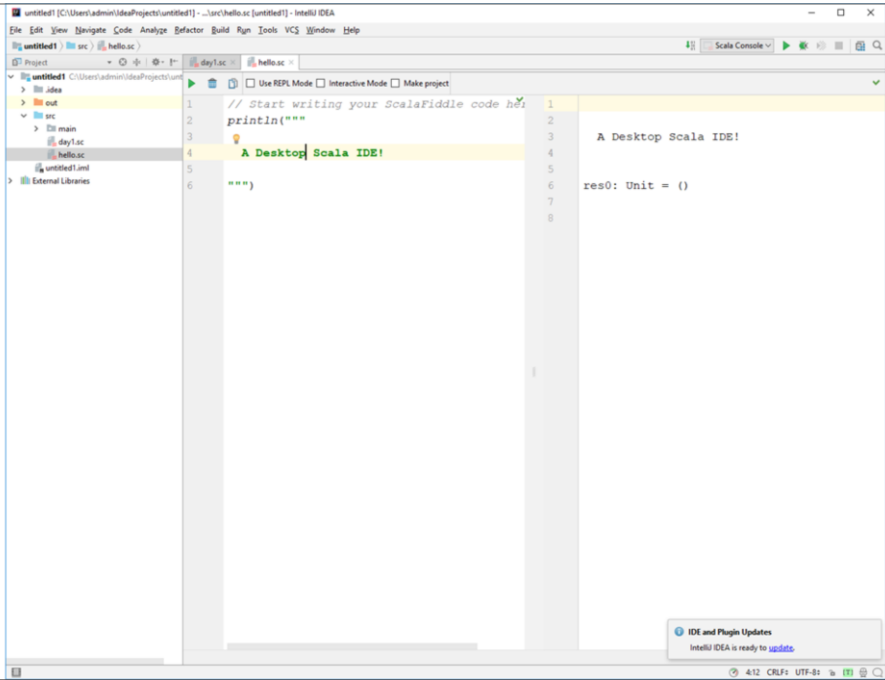 untitled1 [C:\Users\admin\IdeaProjects\untitled1] - ...\src\hello.sc [untitled1] - IntelliJ IDEA
File Edit View Navigate Code Analyze Refactor Build Run Tools VCS Window Help
untitled1 src hello.sc Scala Console
Project day1.sc hello.sc
untitled1 C:\Users\admin\IdeaProjects\unt
.idea
out
src
main
day1.sc
hello.sc
untitled1.iml
External Libraries
Use REPL Mode Interactive Mode Make project
1 // Start writing your ScalaFiddle code her
2 println("""
3
4 A Desktop Scala IDE!
5
6 """)
1
2
3 A Desktop Scala IDE!
4
5
6 res0: Unit = ()
7
8
IDE and Plugin Updates
IntelliJ IDEA is ready to update.
4:12 CRLF÷ UTF-8÷ [T]